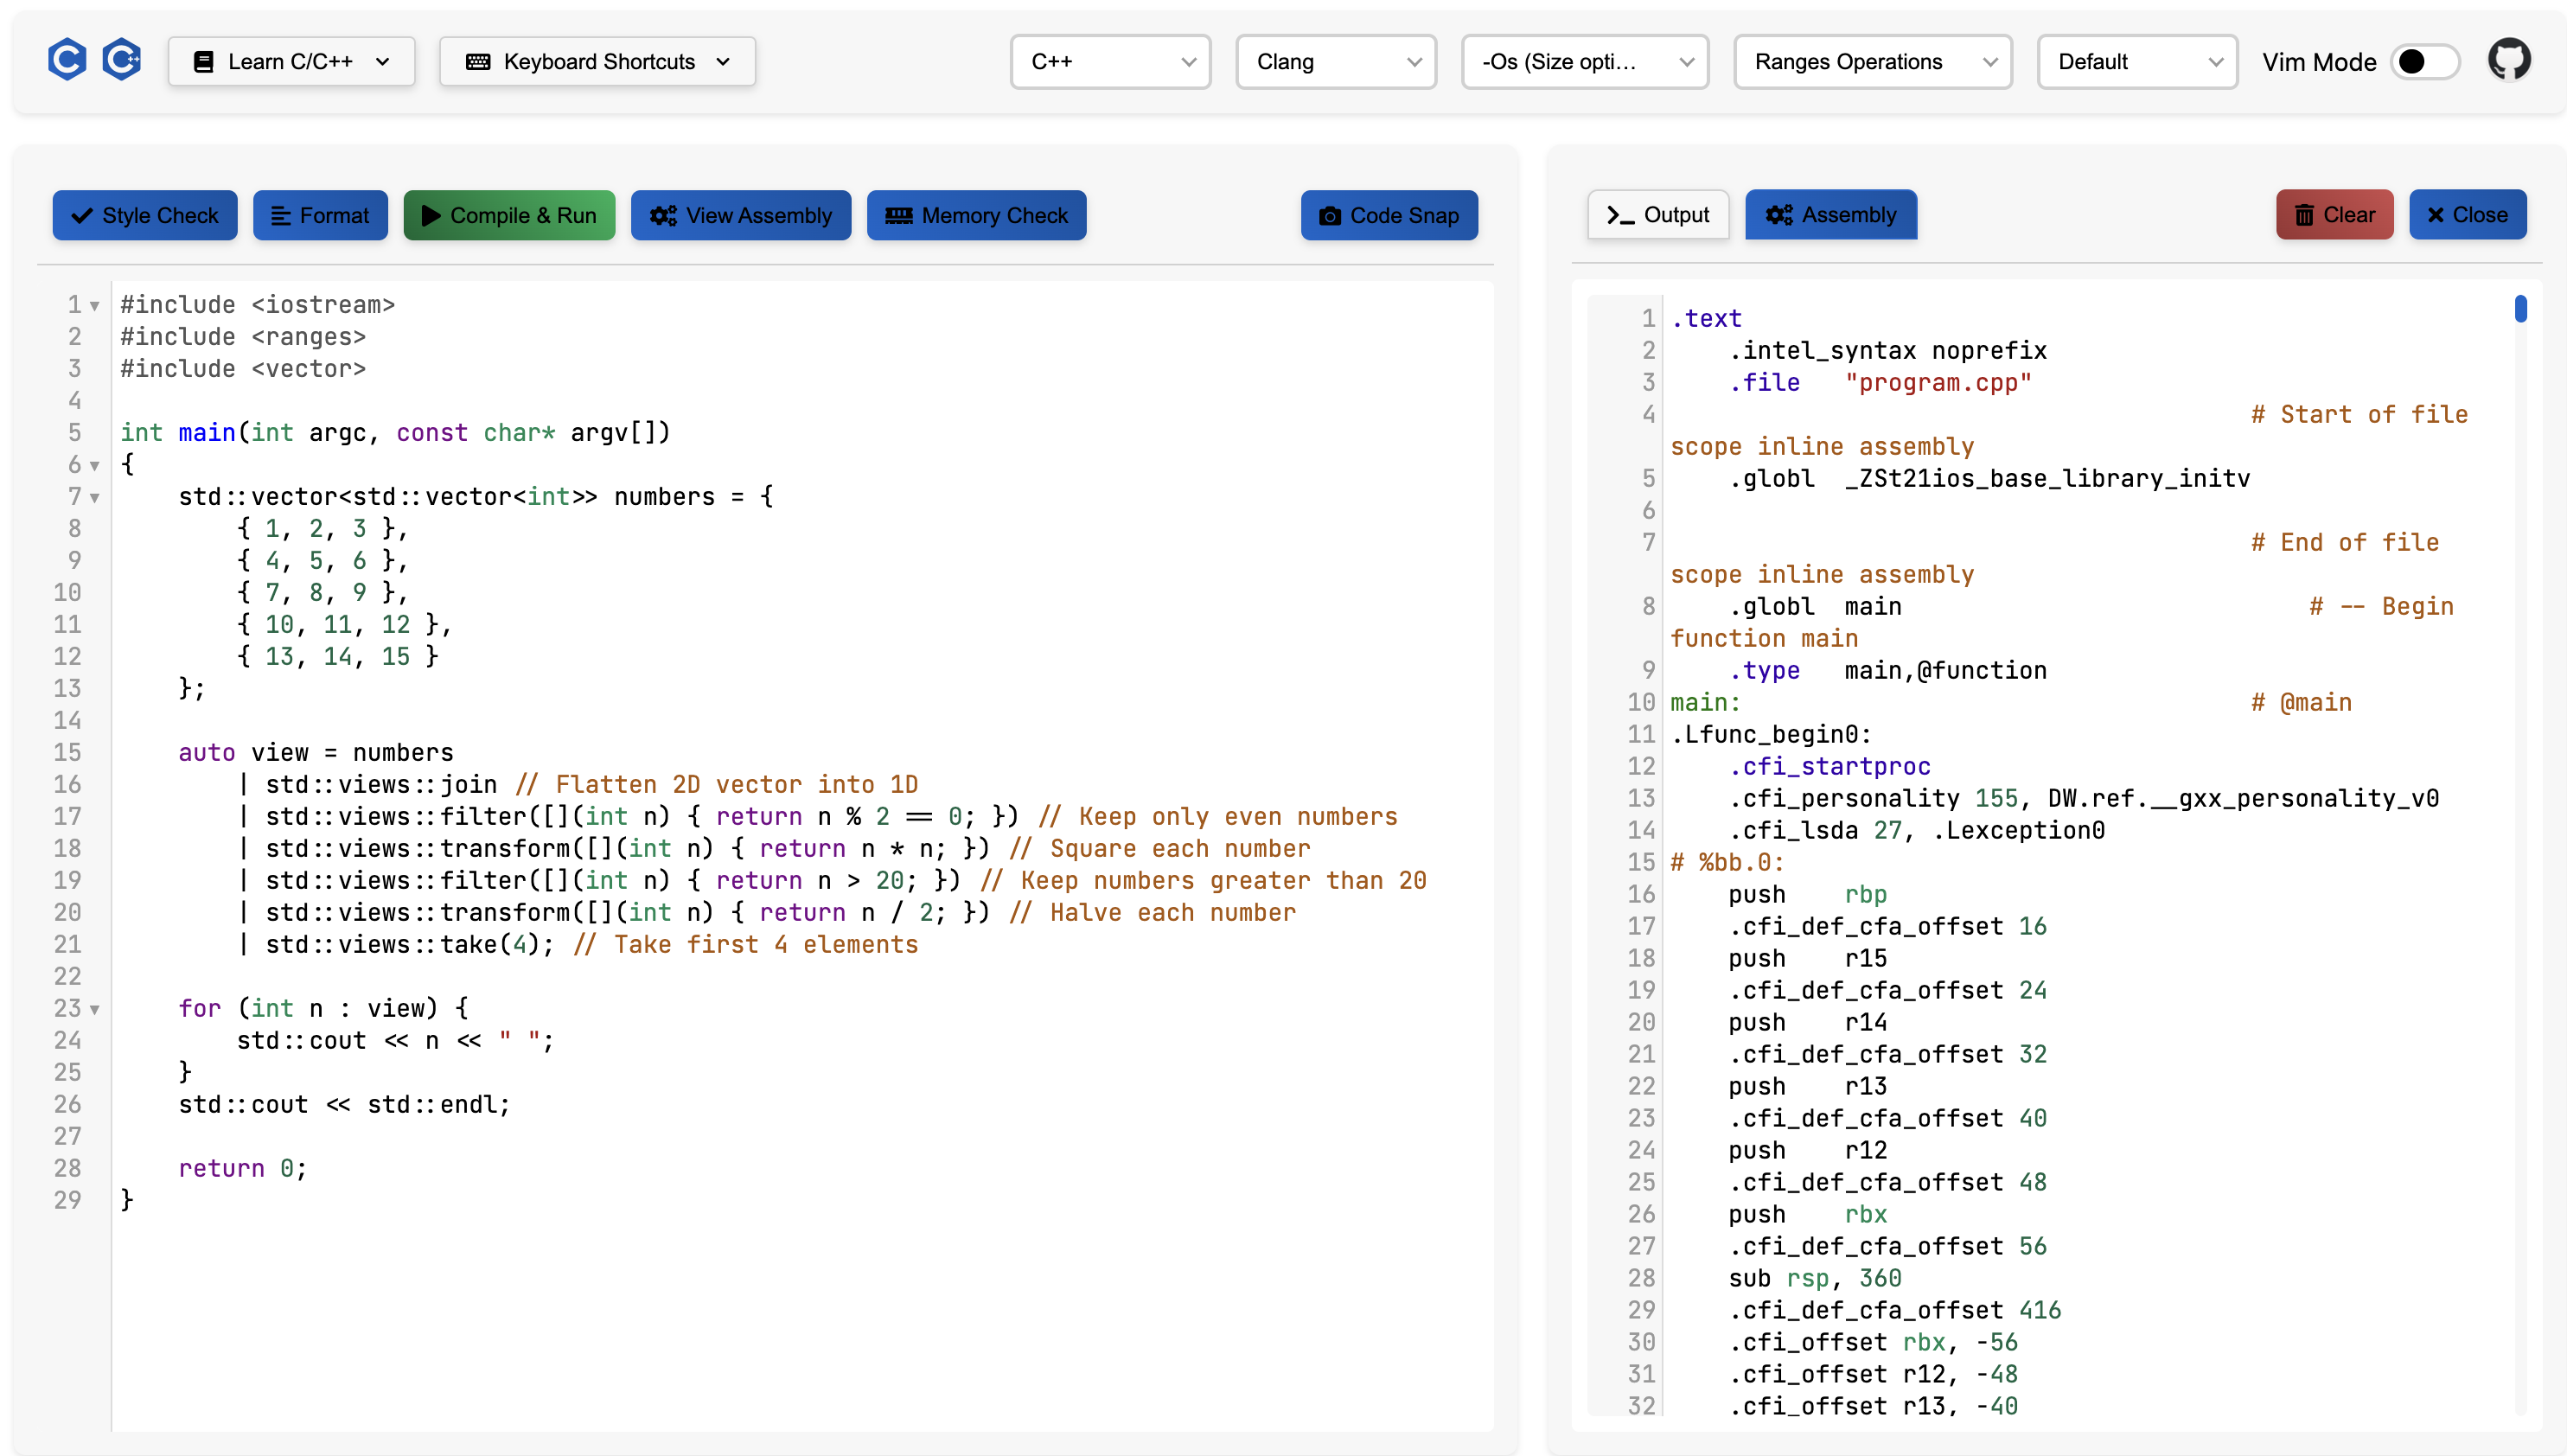 C C++ Learn C/C++ Keyboard Shortcuts C++ Clang -Os (Size opti... Ranges Operations Default Vim Mode
Style Check Format Compile & Run View Assembly Memory Check Code Snap
1 #include <iostream>
2 #include <ranges>
3 #include <vector>
4
5 int main(int argc, const char* argv[])
6 {
7     std::vector<std::vector<int>> numbers = {
8         { 1, 2, 3 },
9         { 4, 5, 6 },
10         { 7, 8, 9 },
11         { 10, 11, 12 },
12         { 13, 14, 15 }
13     };
14
15     auto view = numbers
16         | std::views::join // Flatten 2D vector into 1D
17         | std::views::filter([](int n) { return n % 2 == 0; }) // Keep only even numbers
18         | std::views::transform([](int n) { return n * n; }) // Square each number
19         | std::views::filter([](int n) { return n > 20; }) // Keep numbers greater than 20
20         | std::views::transform([](int n) { return n / 2; }) // Halve each number
21         | std::views::take(4); // Take first 4 elements
22
23     for (int n : view) {
24         std::cout << n << " ";
25     }
26     std::cout << std::endl;
27
28     return 0;
29 }
>_ Output Assembly Clear Close
1 .text
2     .intel_syntax noprefix
3     .file   "program.cpp"
4                                         # Start of file
scope inline assembly
5     .globl  _ZSt21ios_base_library_initv
6
7                                         # End of file
scope inline assembly
8     .globl  main                            # -- Begin
function main
9     .type   main,@function
10 main:                                   # @main
11 .Lfunc_begin0:
12     .cfi_startproc
13     .cfi_personality 155, DW.ref.__gxx_personality_v0
14     .cfi_lsda 27, .Lexception0
15 # %bb.0:
16     push    rbp
17     .cfi_def_cfa_offset 16
18     push    r15
19     .cfi_def_cfa_offset 24
20     push    r14
21     .cfi_def_cfa_offset 32
22     push    r13
23     .cfi_def_cfa_offset 40
24     push    r12
25     .cfi_def_cfa_offset 48
26     push    rbx
27     .cfi_def_cfa_offset 56
28     sub rsp, 360
29     .cfi_def_cfa_offset 416
30     .cfi_offset rbx, -56
31     .cfi_offset r12, -48
32     .cfi_offset r13, -40